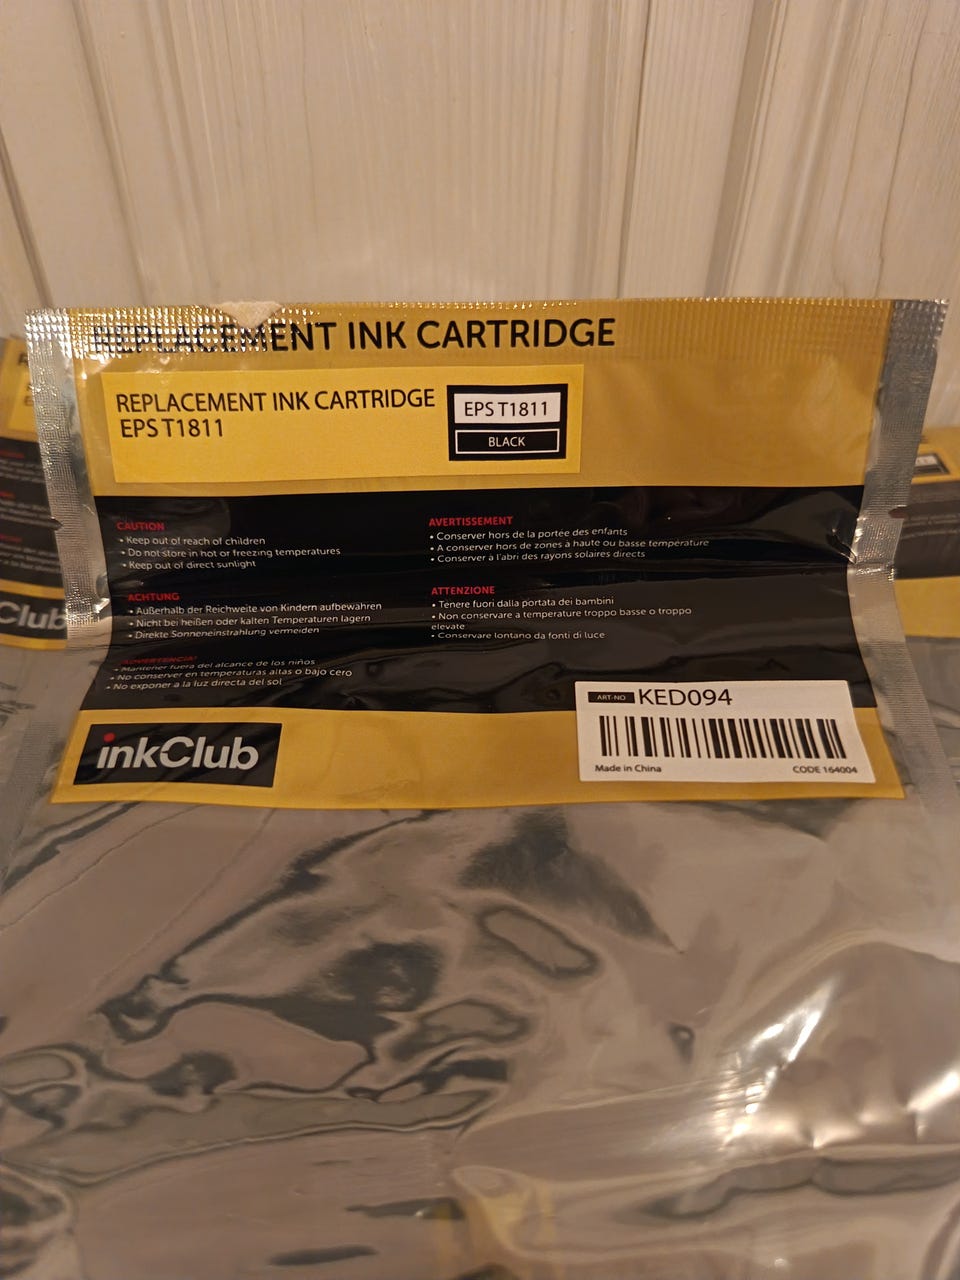 REPLACEMENT INK CARTRIDGE
REPLACEMENT INK CARTRIDGE
EPS T1811
EPS T1811
BLACK
CAUTION
• Keep out of reach of children
• Do not store in hot or freezing temperatures
• Keep out of direct sunlight
AVERTISSEMENT
• Conserver hors de la portée des enfants
• A conserver hors de zones à haute ou basse température
• Conserver a l'abri des rayons solaires directs
ACHTUNG
• Außerhalb der Reichweite von Kindern aufbewahren
• Nicht bei heißen oder kalten Temperaturen lagern
• Direkte Sonneneinstrahlung vermeiden
ATTENZIONE
• Tenere fuori dalla portata dei bambini
• Non conservare a temperature troppo basse o troppo
elevate
• Conservare lontano da fonti di luce
ADVERTENCIA!
• Mantener fuera del alcance de los niños
• No conserver en temperaturas altas o bajo cero
• No exponer a la luz directa del sol
inkClub
ART-NO KED094
Made in China CODE 164004
Club